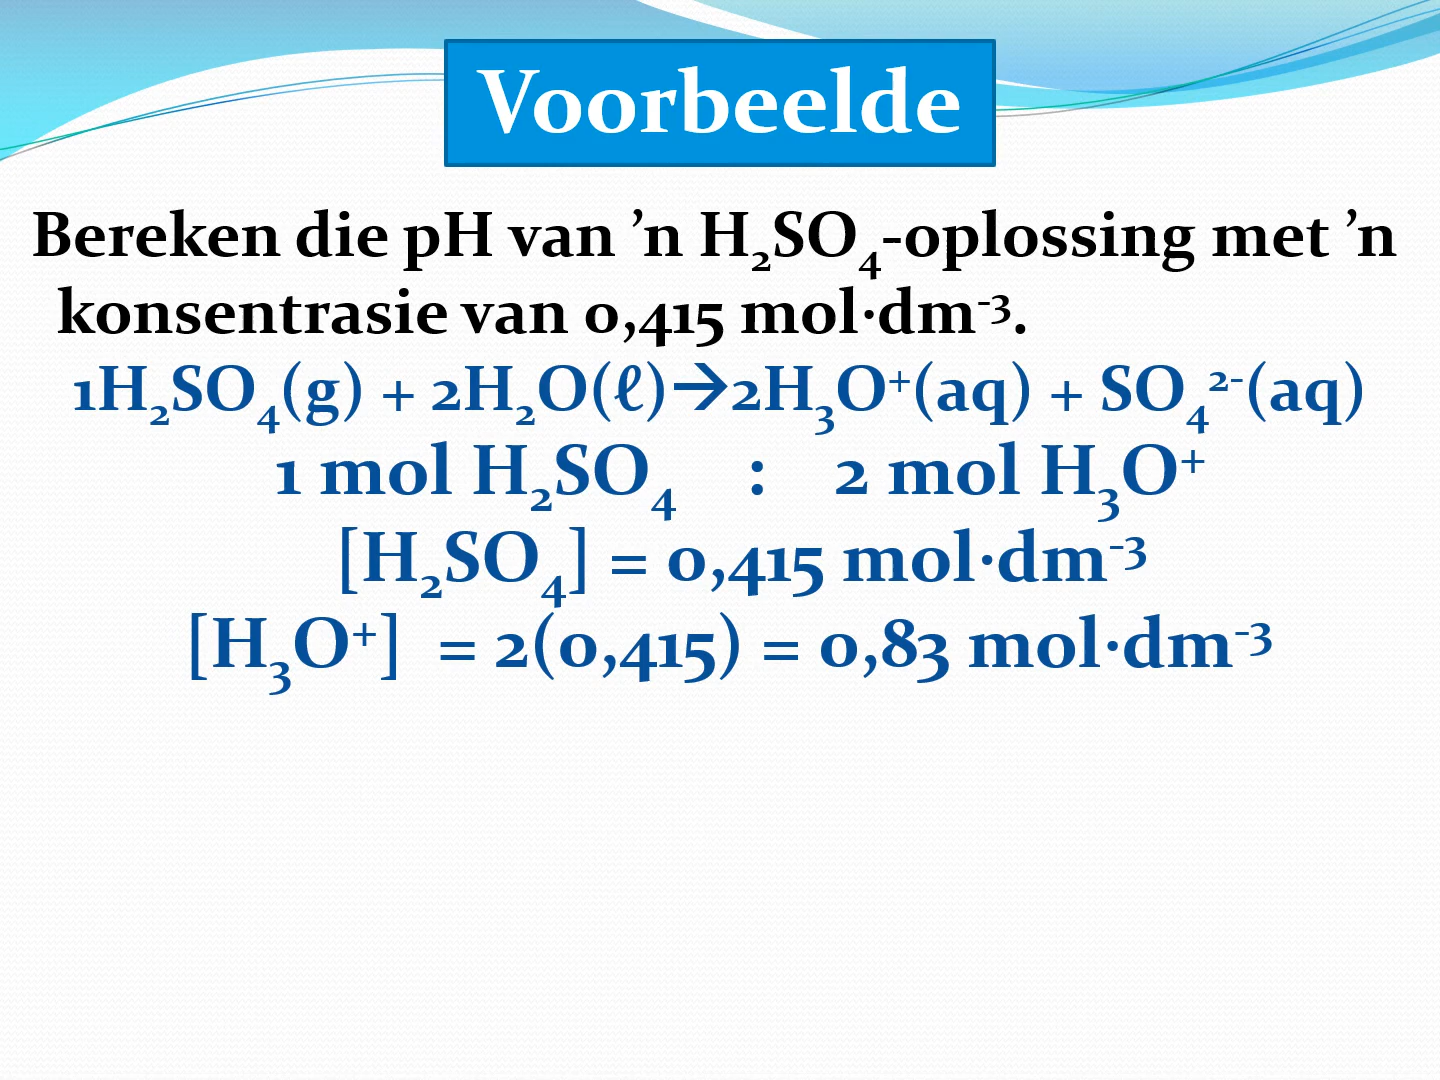 Voorbeelde
Bereken die pH van ’n H₂SO₄-oplossing met ’n
konsentrasie van 0,415 mol·dm⁻³.
1H₂SO₄(g) + 2H₂O(ℓ)→2H₃O⁺(aq) + SO₄²⁻(aq)
1 mol H₂SO₄ : 2 mol H₃O⁺
[H₂SO₄] = 0,415 mol·dm⁻³
[H₃O⁺] = 2(0,415) = 0,83 mol·dm⁻³